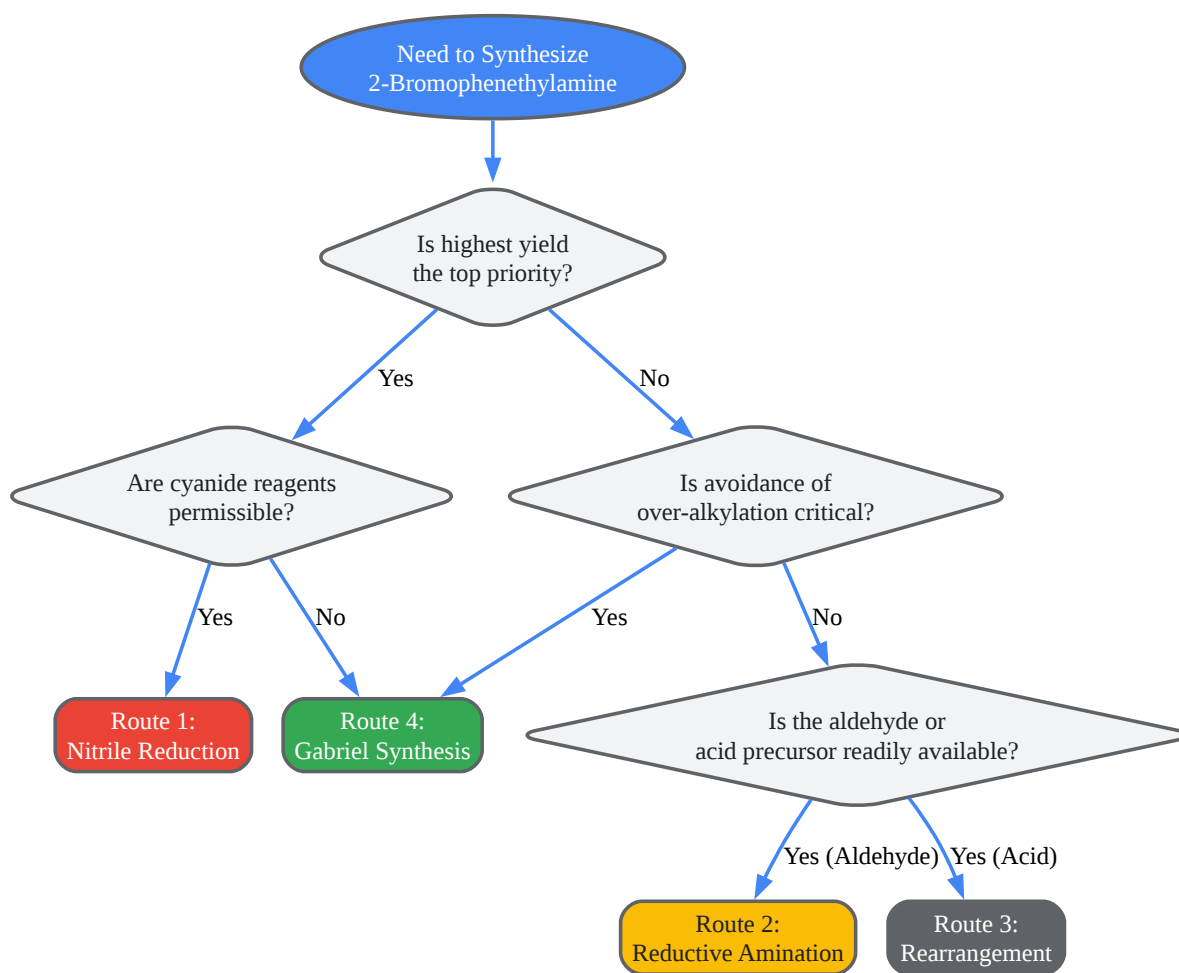 Need to Synthesize
2-Bromophenethylamine
Is highest yield
the top priority?
Yes
No
Are cyanide reagents
permissible?
Is avoidance of
over-alkylation critical?
Yes
No
Yes
No
Route 1:
Nitrile Reduction
Route 4:
Gabriel Synthesis
Is the aldehyde or
acid precursor readily available?
Yes (Aldehyde)
Yes (Acid)
Route 2:
Reductive Amination
Route 3:
Rearrangement